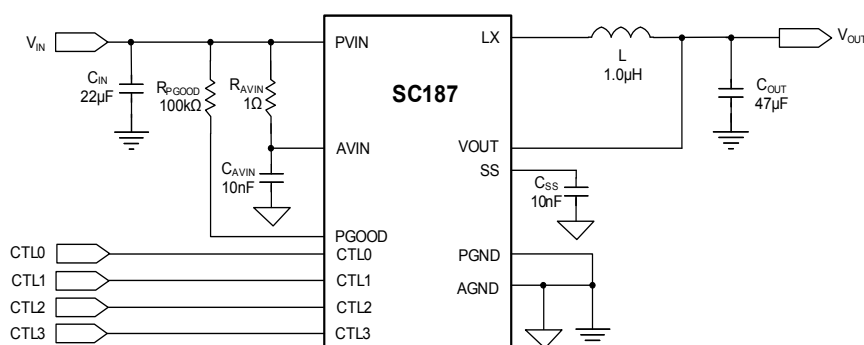 VIN
CIN
22µF
RPGOOD
100kΩ
RAVIN
1Ω
CAVIN
10nF
CTL0
CTL1
CTL2
CTL3
PVIN
AVIN
PGOOD
CTL0
CTL1
CTL2
CTL3
SC187
LX
VOUT
SS
PGND
AGND
L
1.0µH
CSS
10nF
COUT
47µF
VOUT